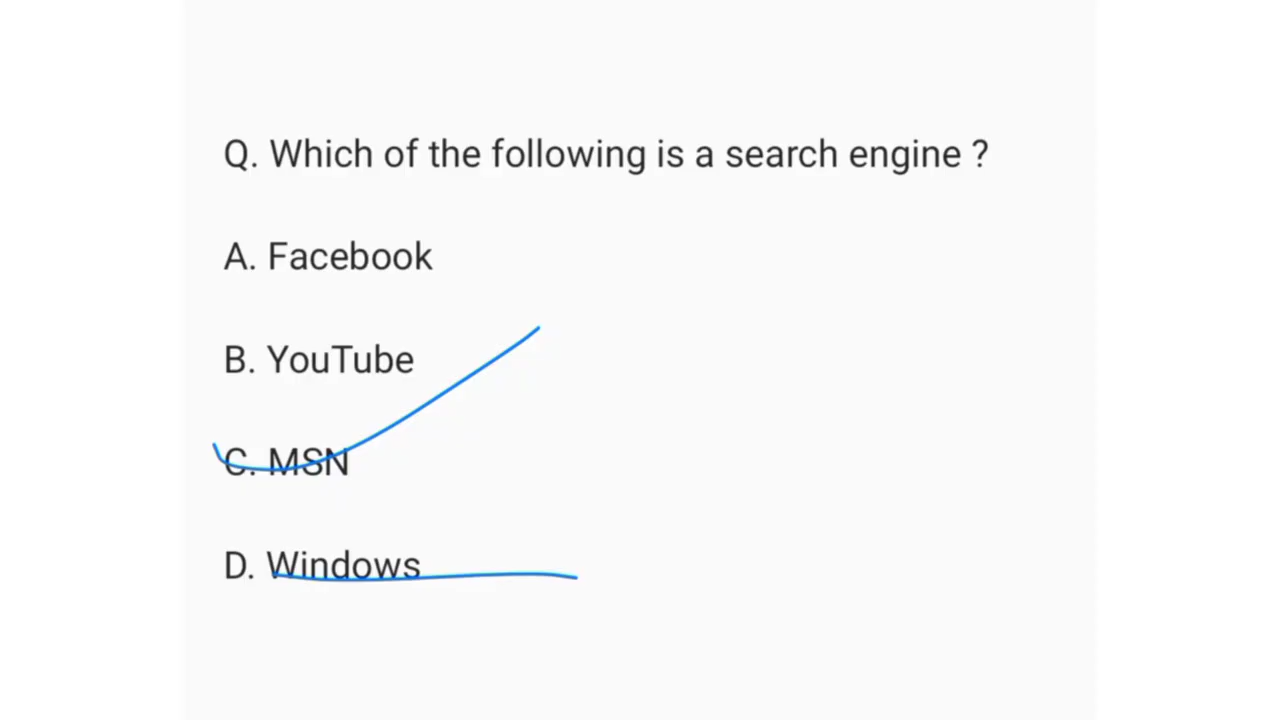 Q. Which of the following is a search engine ?
A. Facebook
B. YouTube
C. MSN
D. Windows